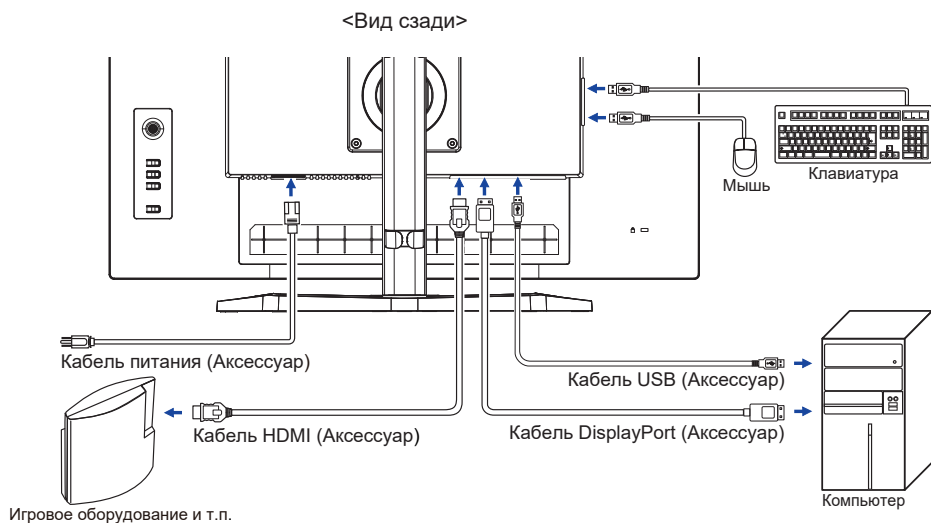 <Вид сзади>
Мышь
Клавиатура
Кабель питания (Аксессуар)
Кабель USB (Аксессуар)
Кабель HDMI (Аксессуар)
Кабель DisplayPort (Аксессуар)
Компьютер
Игровое оборудование и т.п.